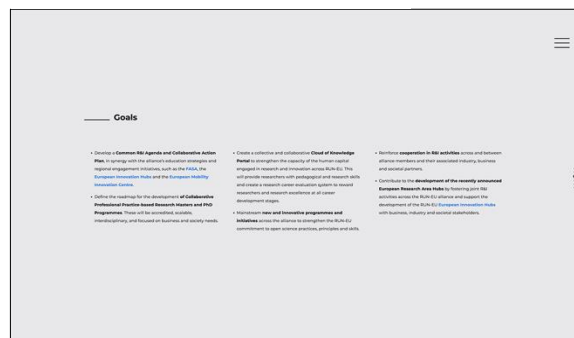 Goals
• Develop a Common R&I Agenda and Collaborative Action
Plan, in synergy with the alliance's education strategies and
regional engagement initiatives, such as the FASA, the
European Innovation Hubs and the European Mobility
Innovation Centre.
• Define the roadmap for the development of Collaborative
Professional Practice-based Research Masters and PhD
Programmes. These will be accredited, scalable,
interdisciplinary, and focused on business and society needs.
• Create a collective and collaborative Cloud of Knowledge
Portal to strengthen the capacity of the human capital
engaged in research and innovation across RUN-EU. This
will provide researchers with pedagogical and research skills
and create a research career evaluation system to reward
researchers and research excellence at all career
development stages.
• Mainstream new and innovative programmes and
initiatives across the alliance to strengthen the RUN-EU
commitment to open science practices, principles and skills.
• Reinforce cooperation in R&I activities across and between
alliance members and their associated industry, business
and societal partners.
• Contribute to the development of the recently announced
European Research Area Hubs by fostering joint R&I
activities across the RUN-EU alliance and support the
development of the RUN-EU European Innovation Hubs
with business, industry and societal stakeholders.